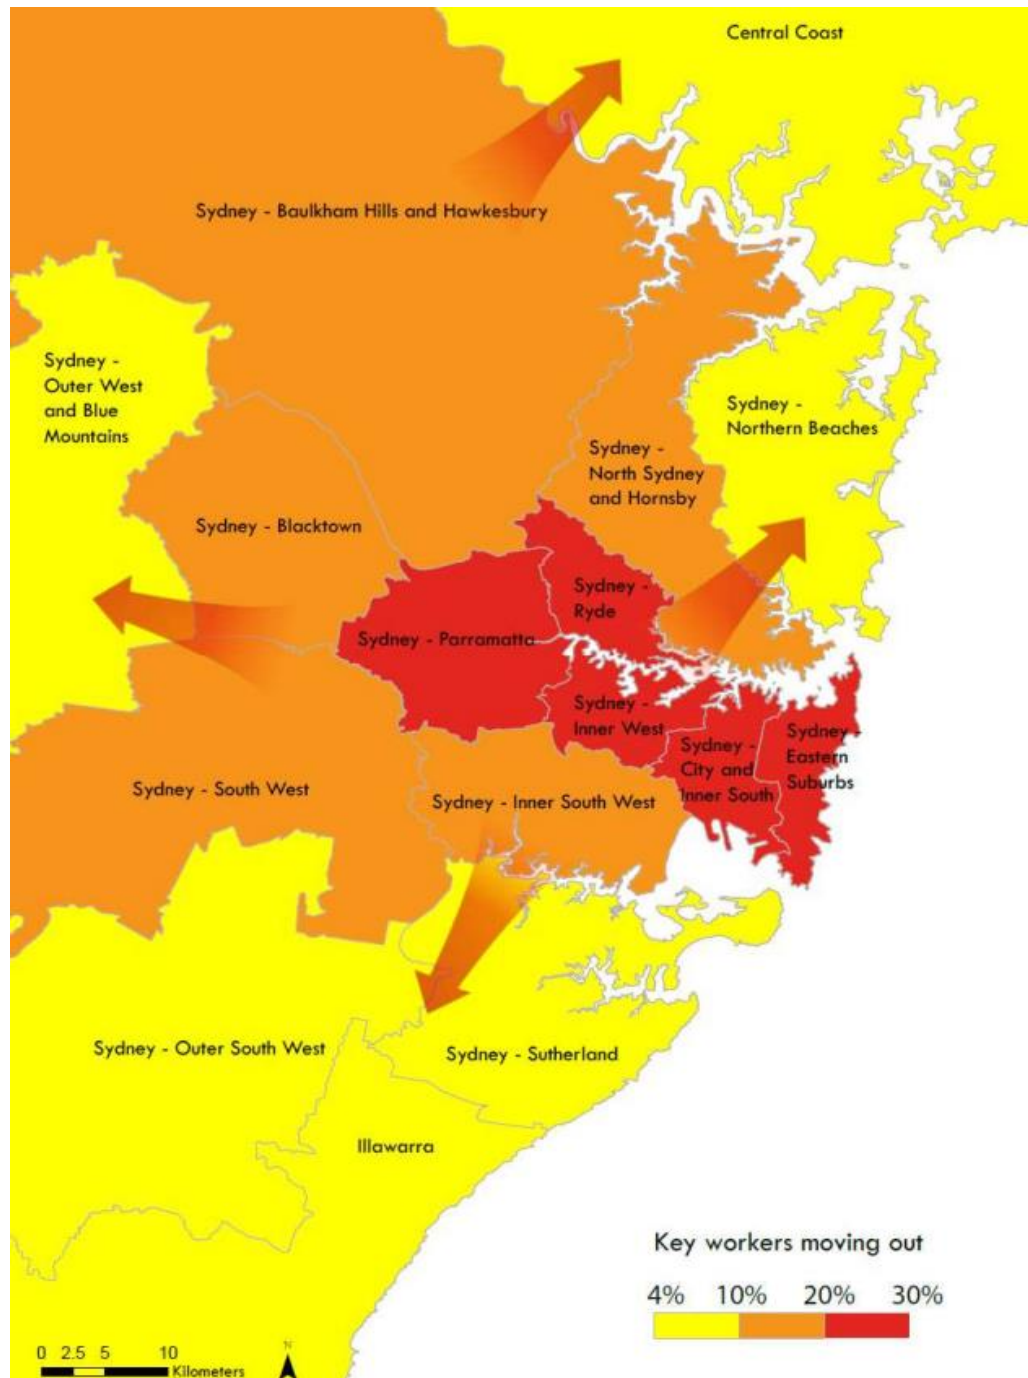 Central Coast
Sydney - Baulkham Hills and Hawkesbury
Sydney -
Outer West
and Blue
Mountains
Sydney -
Northern Beaches
Sydney -
North Sydney
and Hornsby
Sydney - Blacktown
Sydney -
Ryde
Sydney - Parramatta
Sydney -
Inner West
Sydney -
Eastern
Suburbs
Sydney -
City and
Inner South
Sydney - South West
Sydney - Inner South West
Sydney - Outer South West
Sydney - Sutherland
Illawarra
Key workers moving out
4% 10% 20% 30%
0 2.5 5 10
Kilometers
N